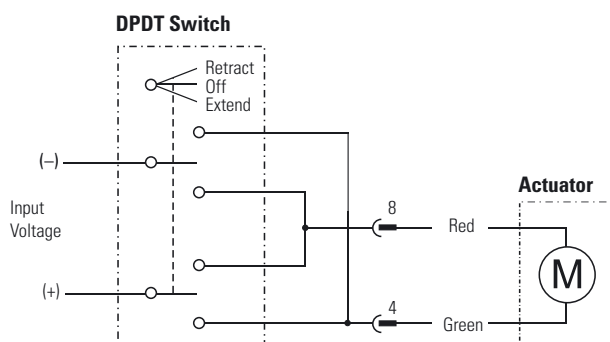 DPDT Switch
Retract
Off
Extend
(–)
Input
Voltage
(+)
8
Red
4
Green
Actuator
M